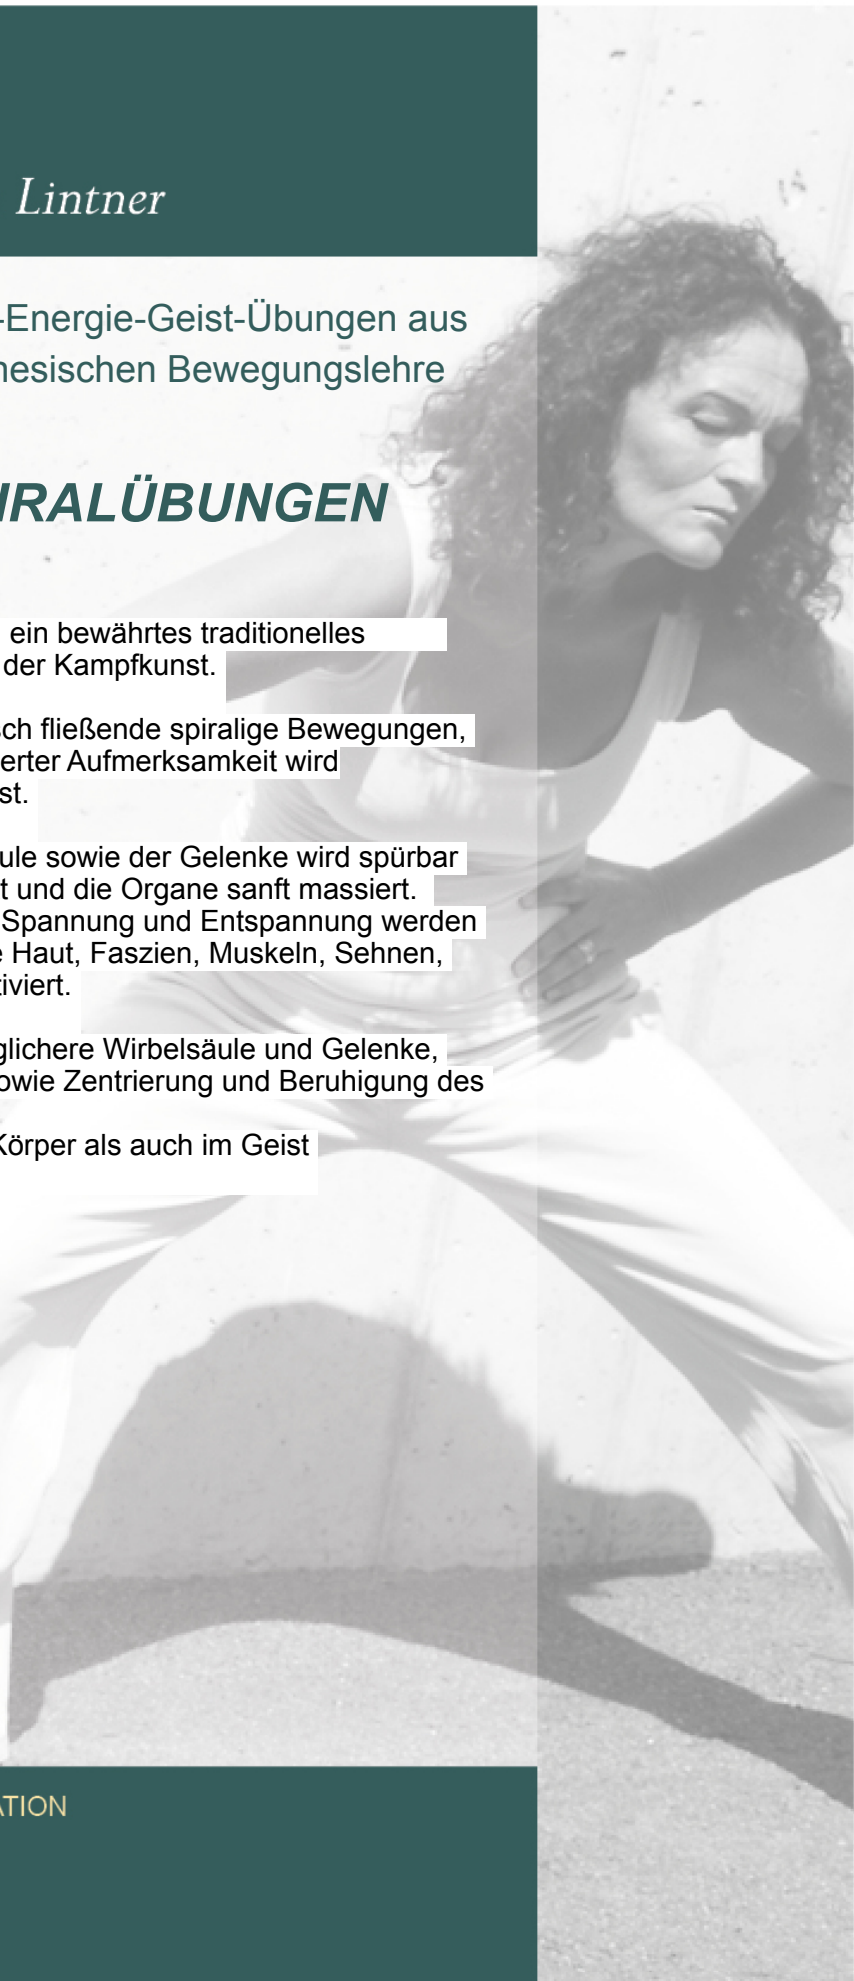 Lintner
-Energie-Geist-Übungen aus
nesischen Bewegungslehre
IRALÜBUNGEN
ein bewährtes traditionelles
der Kampfkunst.
ch fließende spiralige Bewegungen,
erter Aufmerksamkeit wird
st.
ule sowie der Gelenke wird spürbar
t und die Organe sanft massiert.
Spannung und Entspannung werden
e Haut, Faszien, Muskeln, Sehnen,
tiviert.
glichere Wirbelsäule und Gelenke,
owie Zentrierung und Beruhigung des
Körper als auch im Geist
ATION